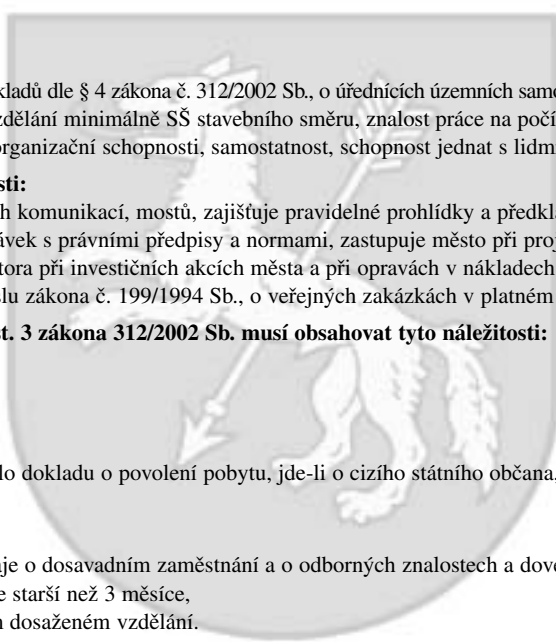 kladů dle § 4 zákona č. 312/2002 Sb., o úřednících územních samo
zdělání minimálně SŠ stavebního směru, znalost práce na počí
organizační schopnosti, samostatnost, schopnost jednat s lidm
sti:
h komunikací, mostů, zajišťuje pravidelné prohlídky a předkl
ávek s právními předpisy a normami, zastupuje město při proj
tora při investičních akcích města a při opravách v nákladech
slu zákona č. 199/1994 Sb., o veřejných zakázkách v platném
st. 3 zákona 312/2002 Sb. musí obsahovat tyto náležitosti:
lo dokladu o povolení pobytu, jde-li o cizího státního občana,
aje o dosavadním zaměstnání a o odborných znalostech a dove
e starší než 3 měsíce,
m dosaženém vzdělání.